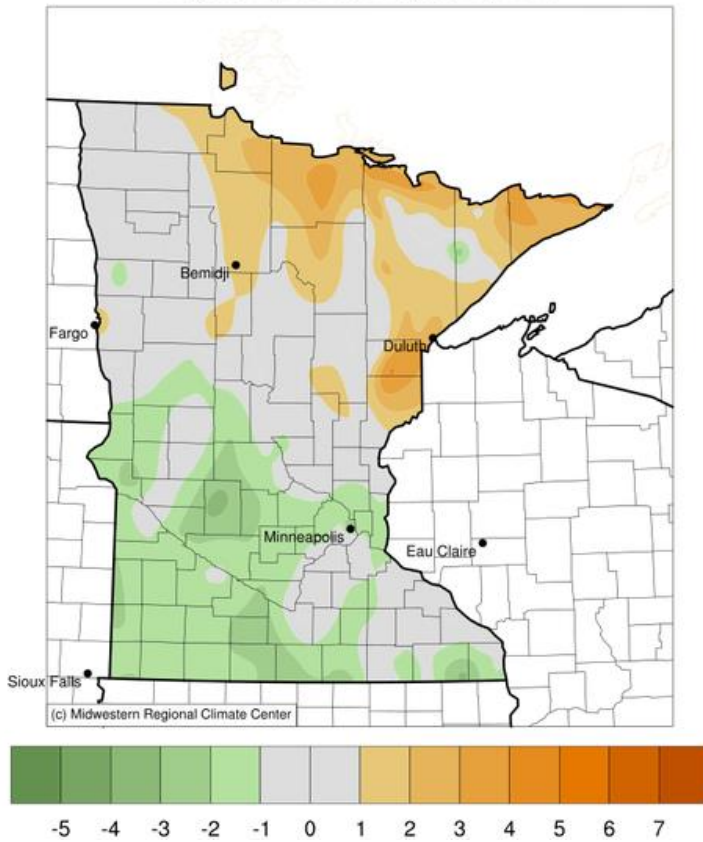 Bemidji
Fargo
Duluth
Minneapolis
Eau Claire
Sioux Falls
(c) Midwestern Regional Climate Center
-5 -4 -3 -2 -1 0 1 2 3 4 5 6 7